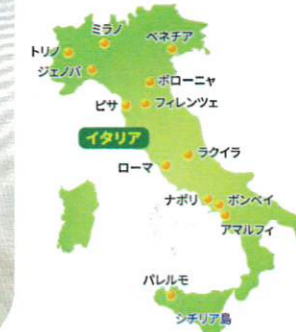 ミラノ
ベネチア
トリノ
ジェノバ
ボローニャ
ピサ
フィレンツェ
イタリア
ラクイラ
ローマ
ナポリ
ポンペイ
アマルフィ
パレルモ
シチリア島